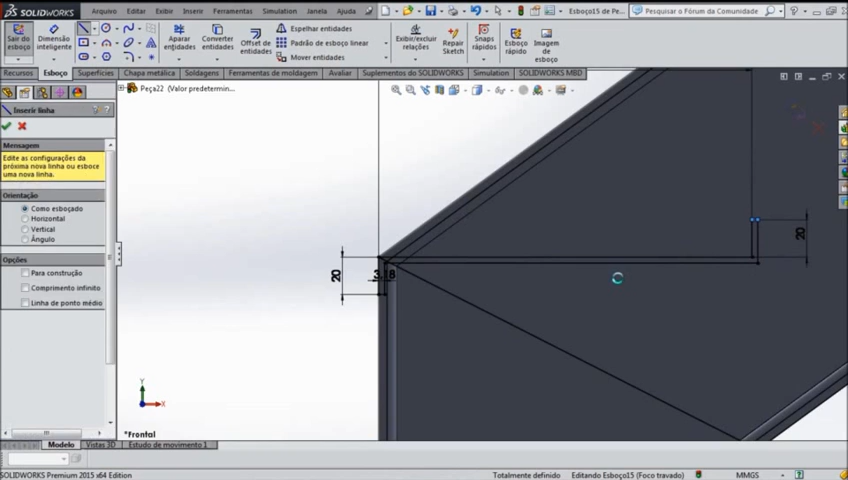 SOLIDWORKS
Arquivo Editar Exibir Inserir Ferramentas Simulation Janela Ajuda
Esboço15 de Pe...
Pesquisar o Fórum da Comunidade
Sair do esboço
Dimensão inteligente
Aparar entidades
Converter entidades
Offset de entidades
Espelhar entidades
Padrão de esboço linear
Mover entidades
Exibir/Excluir relações
Repair Sketch
Snaps rápidos
Esboço rápido
Imagem de esboço
Recursos Esboço Superfícies Chapa metálica Soldagens Ferramentas de moldagem Avaliar Suplementos do SOLIDWORKS Simulation SOLIDWORKS MBD
Peça22 (Valor predetermin...
Inserir linha
Mensagem
Edite as configurações da
próxima nova linha ou esboce
uma nova linha.
Orientação
Como esboçado
Horizontal
Vertical
Ângulo
Opções
Para construção
Comprimento infinito
Linha de ponto médio
20
20
Y
X
*Frontal
Modelo Vistas 3D Estudo de movimento 1
SOLIDWORKS Premium 2015 x64 Edition
Totalmente definido
Editando Esboço15 (Foco travado)
MMGS